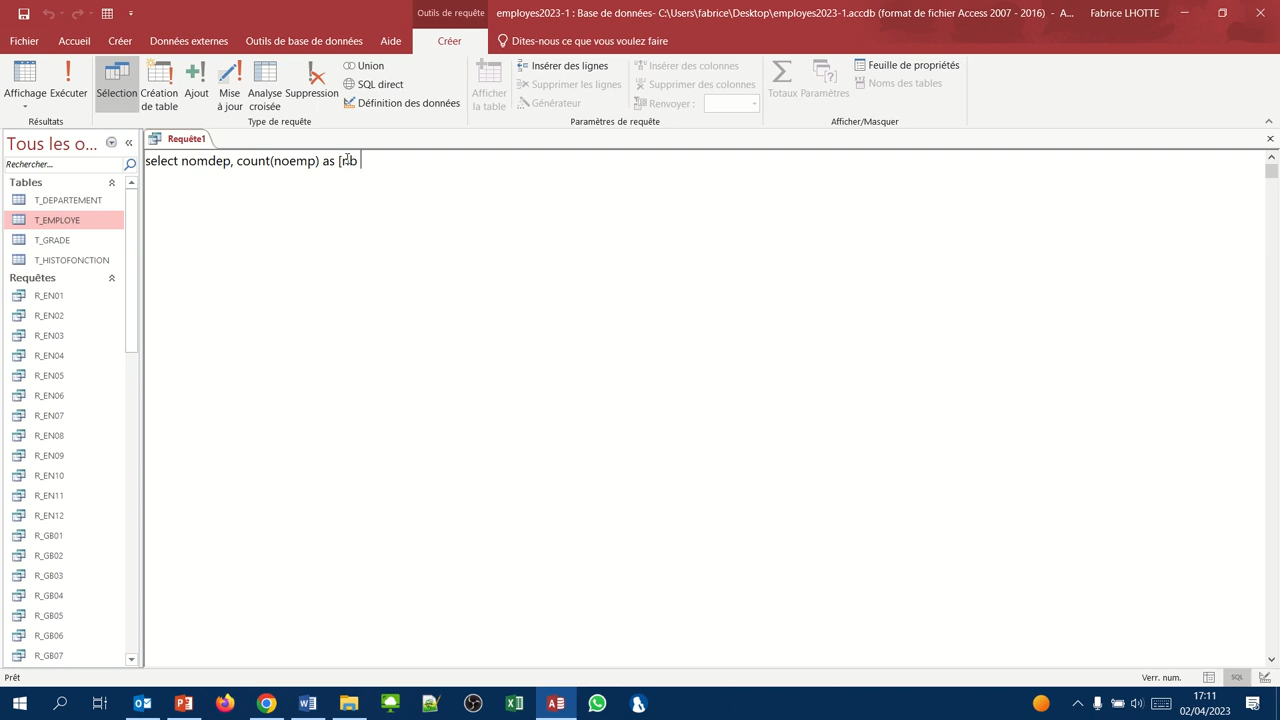 Outils de requête
employes2023-1 : Base de données- C:\Users\fabrice\Desktop\employes2023-1.accdb (format de fichier Access 2007 - 2016) - A...
Fabrice LHOTTE
Fichier Accueil Créer Données externes Outils de base de données Aide Créer Dites-nous ce que vous voulez faire
Affichage
Exécuter
Résultats
Sélection
Création de table
Ajout
Mise à jour
Analyse croisée
Suppression
Union
SQL direct
Définition des données
Type de requête
Afficher la table
Insérer des lignes
Supprimer les lignes
Générateur
Insérer des colonnes
Supprimer des colonnes
Renvoyer :
Paramètres de requête
Totaux
Paramètres
Feuille de propriétés
Noms des tables
Afficher/Masquer
Tous les o...
Rechercher...
Tables
T_DEPARTEMENT
T_EMPLOYE
T_GRADE
T_HISTOFONCTION
Requêtes
R_EN01
R_EN02
R_EN03
R_EN04
R_EN05
R_EN06
R_EN07
R_EN08
R_EN09
R_EN10
R_EN11
R_EN12
R_GB01
R_GB02
R_GB03
R_GB04
R_GB05
R_GB06
R_GB07
Requête1
select nomdep, count(noemp) as [nb
Prêt
Verr. num.
SQL
17:11
02/04/2023